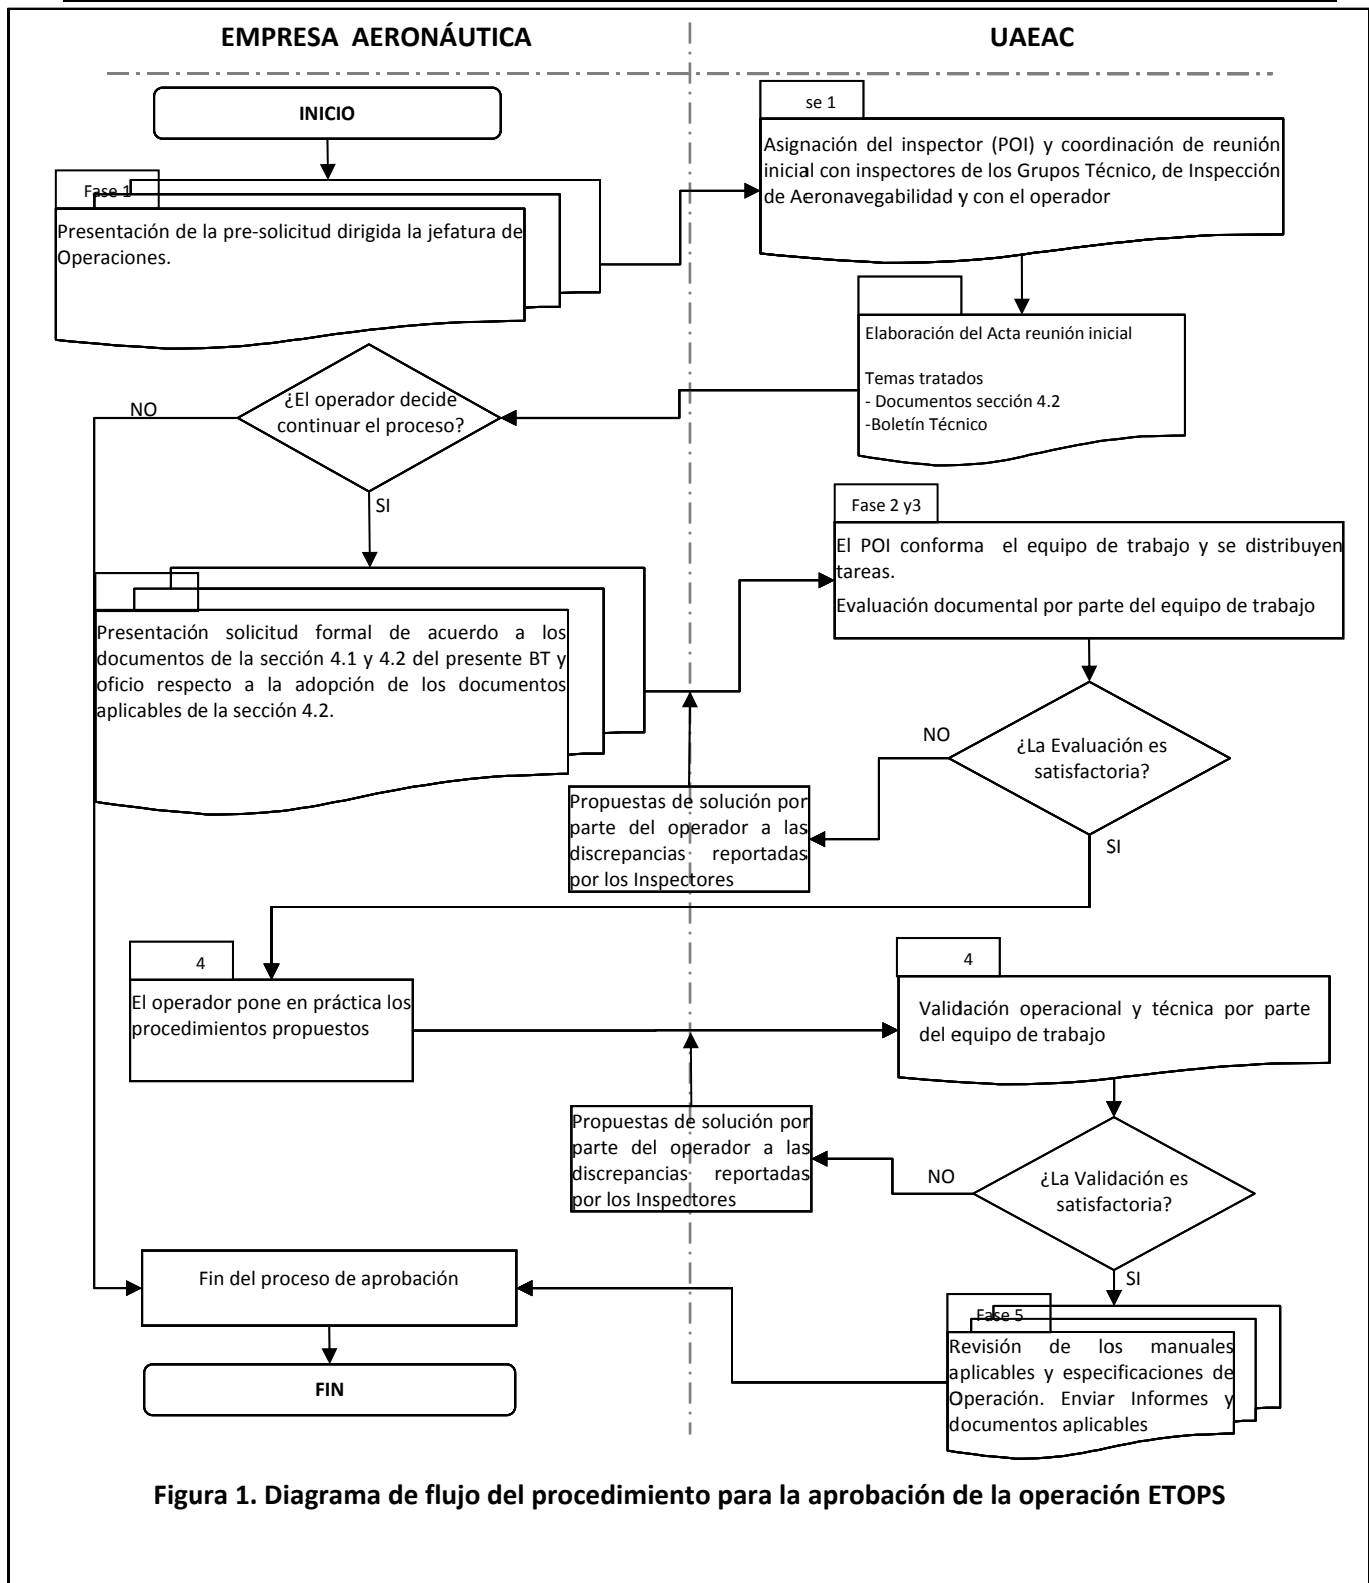 EMPRESA AERONÁUTICA
UAEAC
INICIO
se 1
Asignación del inspector (POI) y coordinación de reunión
inicial con inspectores de los Grupos Técnico, de Inspección
de Aeronavegabilidad y con el operador
Fase 1
Presentación de la pre-solicitud dirigida la jefatura de
Operaciones.
Elaboración del Acta reunión inicial
Temas tratados
- Documentos sección 4.2
-Boletín Técnico
¿El operador decide
continuar el proceso?
NO
SI
Fase 2 y3
El POI conforma el equipo de trabajo y se distribuyen
tareas.
Evaluación documental por parte del equipo de trabajo
Presentación solicitud formal de acuerdo a los
documentos de la sección 4.1 y 4.2 del presente BT y
oficio respecto a la adopción de los documentos
aplicables de la sección 4.2.
¿La Evaluación es
satisfactoria?
NO
SI
Propuestas de solución por
parte del operador a las
discrepancias reportadas
por los Inspectores
4
El operador pone en práctica los
procedimientos propuestos
4
Validación operacional y técnica por parte
del equipo de trabajo
Propuestas de solución por
parte del operador a las
discrepancias reportadas
por los Inspectores
NO
¿La Validación es
satisfactoria?
SI
Fin del proceso de aprobación
Fase 5
Revisión de los manuales
aplicables y especificaciones de
Operación. Enviar Informes y
documentos aplicables
FIN
Figura 1. Diagrama de flujo del procedimiento para la aprobación de la operación ETOPS